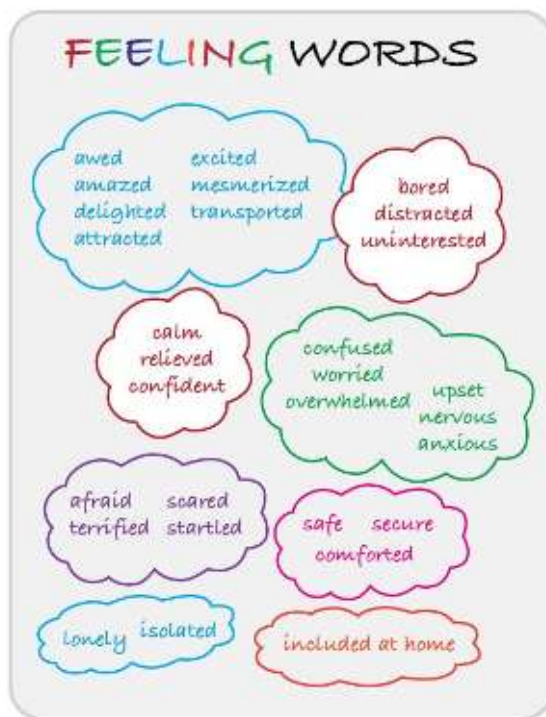 FEELING WORDS
awed excited
amazed mesmerized
delighted transported
attracted
bored
distracted
uninterested
calm
relieved
confident
confused
worried
overwhelmed
upset
nervous
anxious
afraid scared
terrified startled
safe secure
comforted
lonely isolated
included at home